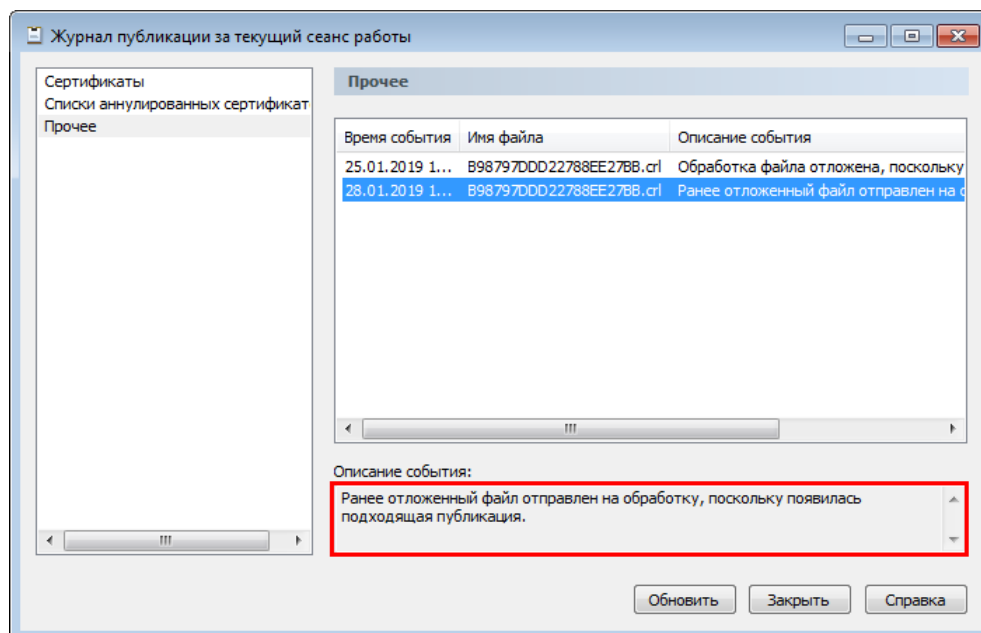 Журнал публикации за текущий сеанс работы
Сертификаты
Списки аннулированных сертификат
Прочее
Прочее
Время события Имя файла Описание события
25.01.2019 1... B98797DDD22788EE27BB.crl Обработка файла отложена, поскольку
28.01.2019 1... B98797DDD22788EE27BB.crl Ранее отложенный файл отправлен на о
Описание события:
Ранее отложенный файл отправлен на обработку, поскольку появилась
подходящая публикация.
Обновить Закрыть Справка